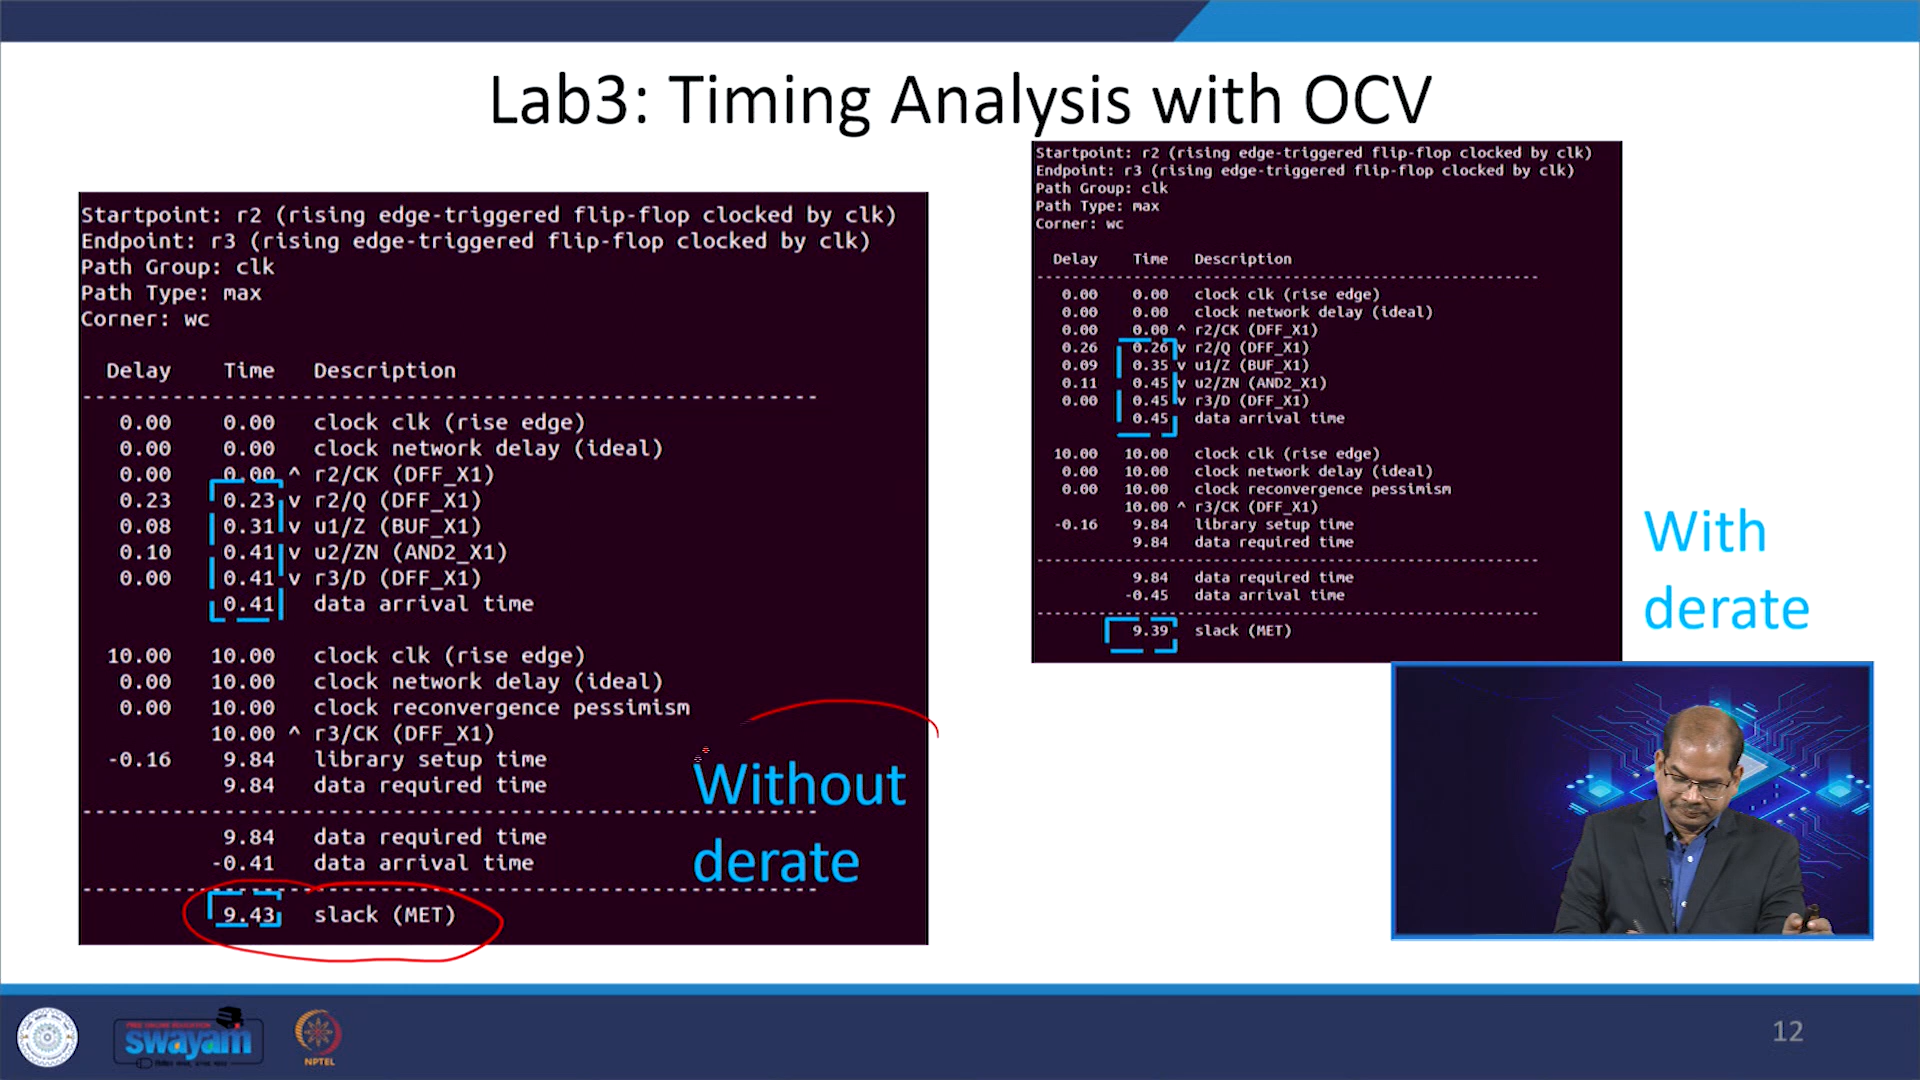 Lab3: Timing Analysis with OCV
Startpoint: r2 (rising edge-triggered flip-flop clocked by clk)
Endpoint: r3 (rising edge-triggered flip-flop clocked by clk)
Path Group: clk
Path Type: max
Corner: wc
Delay Time Description
0.00 0.00 clock clk (rise edge)
0.00 0.00 clock network delay (ideal)
0.00 0.00 ^ r2/CK (DFF_X1)
0.23 0.23 v r2/Q (DFF_X1)
0.08 0.31 v u1/Z (BUF_X1)
0.10 0.41 v u2/ZN (AND2_X1)
0.00 0.41 v r3/D (DFF_X1)
0.41 data arrival time
10.00 10.00 clock clk (rise edge)
0.00 10.00 clock network delay (ideal)
0.00 10.00 clock reconvergence pessimism
10.00 ^ r3/CK (DFF_X1)
-0.16 9.84 library setup time
9.84 data required time
9.84 data required time
-0.41 data arrival time
9.43 slack (MET)
Without
derate
Startpoint: r2 (rising edge-triggered flip-flop clocked by clk)
Endpoint: r3 (rising edge-triggered flip-flop clocked by clk)
Path Group: clk
Path Type: max
Corner: wc
Delay Time Description
0.00 0.00 clock clk (rise edge)
0.00 0.00 clock network delay (ideal)
0.00 0.00 ^ r2/CK (DFF_X1)
0.26 0.26 v r2/Q (DFF_X1)
0.09 0.35 v u1/Z (BUF_X1)
0.11 0.45 v u2/ZN (AND2_X1)
0.00 0.45 v r3/D (DFF_X1)
0.45 data arrival time
10.00 10.00 clock clk (rise edge)
0.00 10.00 clock network delay (ideal)
0.00 10.00 clock reconvergence pessimism
10.00 ^ r3/CK (DFF_X1)
-0.16 9.84 library setup time
9.84 data required time
9.84 data required time
-0.45 data arrival time
9.39 slack (MET)
With
derate
FREE ONLINE EDUCATION
swayam
NPTEL
12